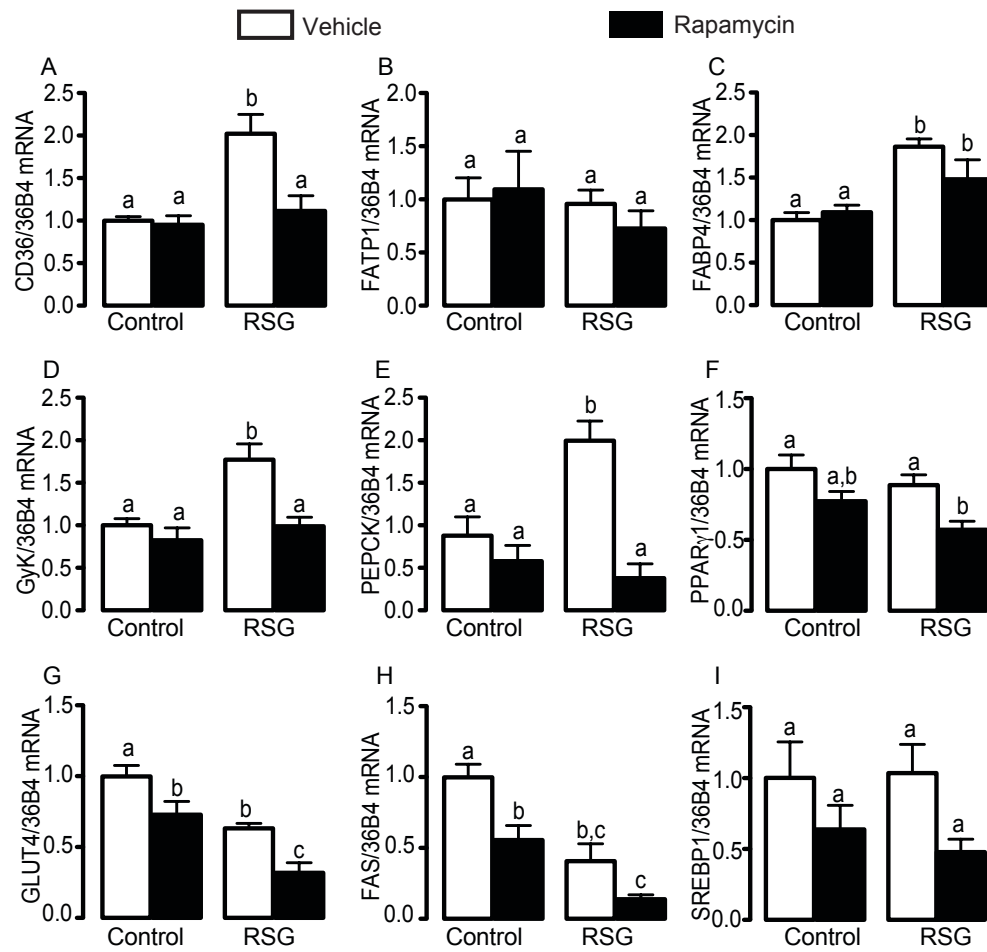 Vehicle
Rapamycin
A
CD36/36B4 mRNA
2.5
2.0
1.5
1.0
0.5
0.0
a
a
b
a
Control
RSG
B
FATP1/36B4 mRNA
2.0
1.5
1.0
0.5
0.0
a
a
a
a
Control
RSG
C
FABP4/36B4 mRNA
2.5
2.0
1.5
1.0
0.5
0.0
a
a
b
b
Control
RSG
D
GyK/36B4 mRNA
2.5
2.0
1.5
1.0
0.5
0.0
a
a
b
a
Control
RSG
E
PEPCK/36B4 mRNA
2.5
2.0
1.5
1.0
0.5
0.0
a
a
b
a
Control
RSG
F
PPARγ1/36B4 mRNA
1.5
1.0
0.5
0.0
a
a,b
a
b
Control
RSG
G
GLUT4/36B4 mRNA
1.5
1.0
0.5
0.0
a
b
b
c
Control
RSG
H
FAS/36B4 mRNA
1.5
1.0
0.5
0.0
a
b
b,c
c
Control
RSG
I
SREBP1/36B4 mRNA
1.5
1.0
0.5
0.0
a
a
a
a
Control
RSG